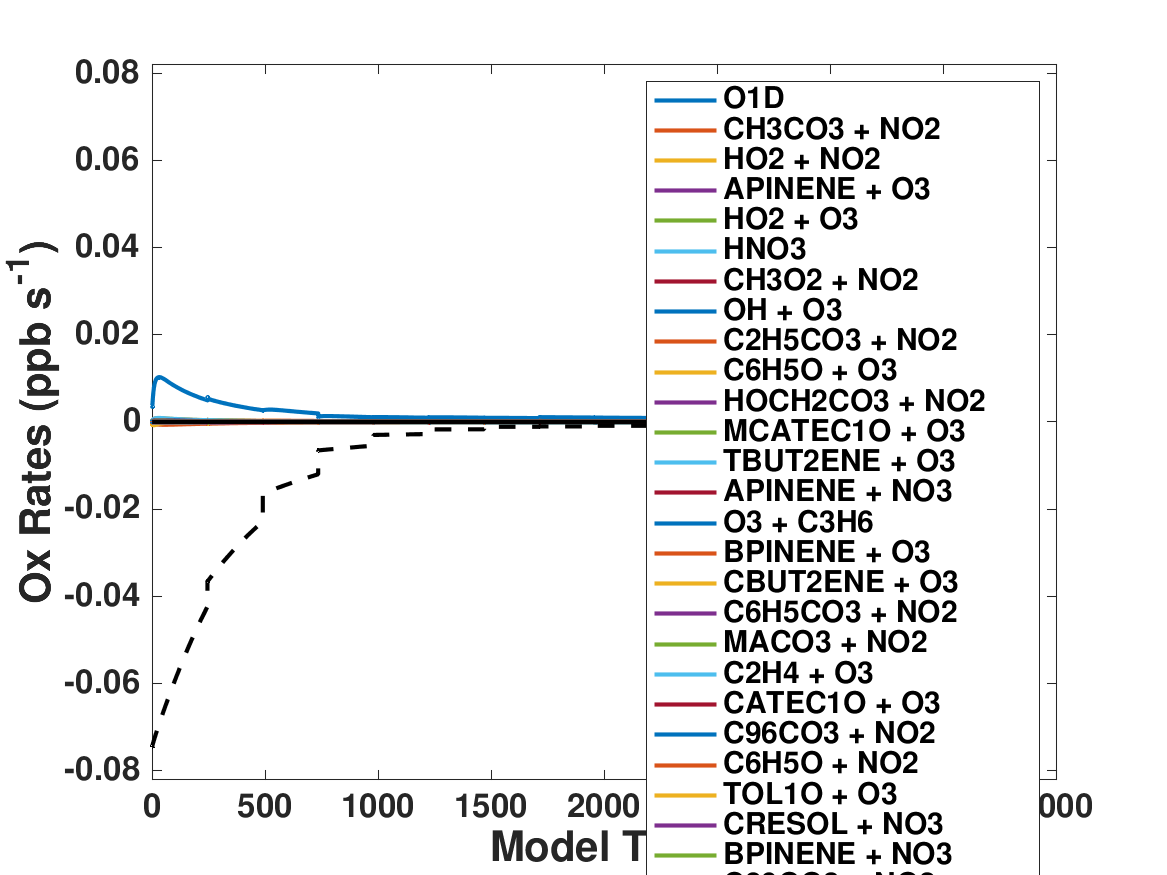 0.08
0.06
0.04
0.02
0
-0.02
-0.04
-0.06
-0.08
Ox Rates (ppb s-1)
0 500 1000 1500 2000 000
Model T
O1D
CH3CO3 + NO2
HO2 + NO2
APINENE + O3
HO2 + O3
HNO3
CH3O2 + NO2
OH + O3
C2H5CO3 + NO2
C6H5O + O3
HOCH2CO3 + NO2
MCATEC1O + O3
TBUT2ENE + O3
APINENE + NO3
O3 + C3H6
BPINENE + O3
CBUT2ENE + O3
C6H5CO3 + NO2
MACO3 + NO2
C2H4 + O3
CATEC1O + O3
C96CO3 + NO2
C6H5O + NO2
TOL1O + O3
CRESOL + NO3
BPINENE + NO3